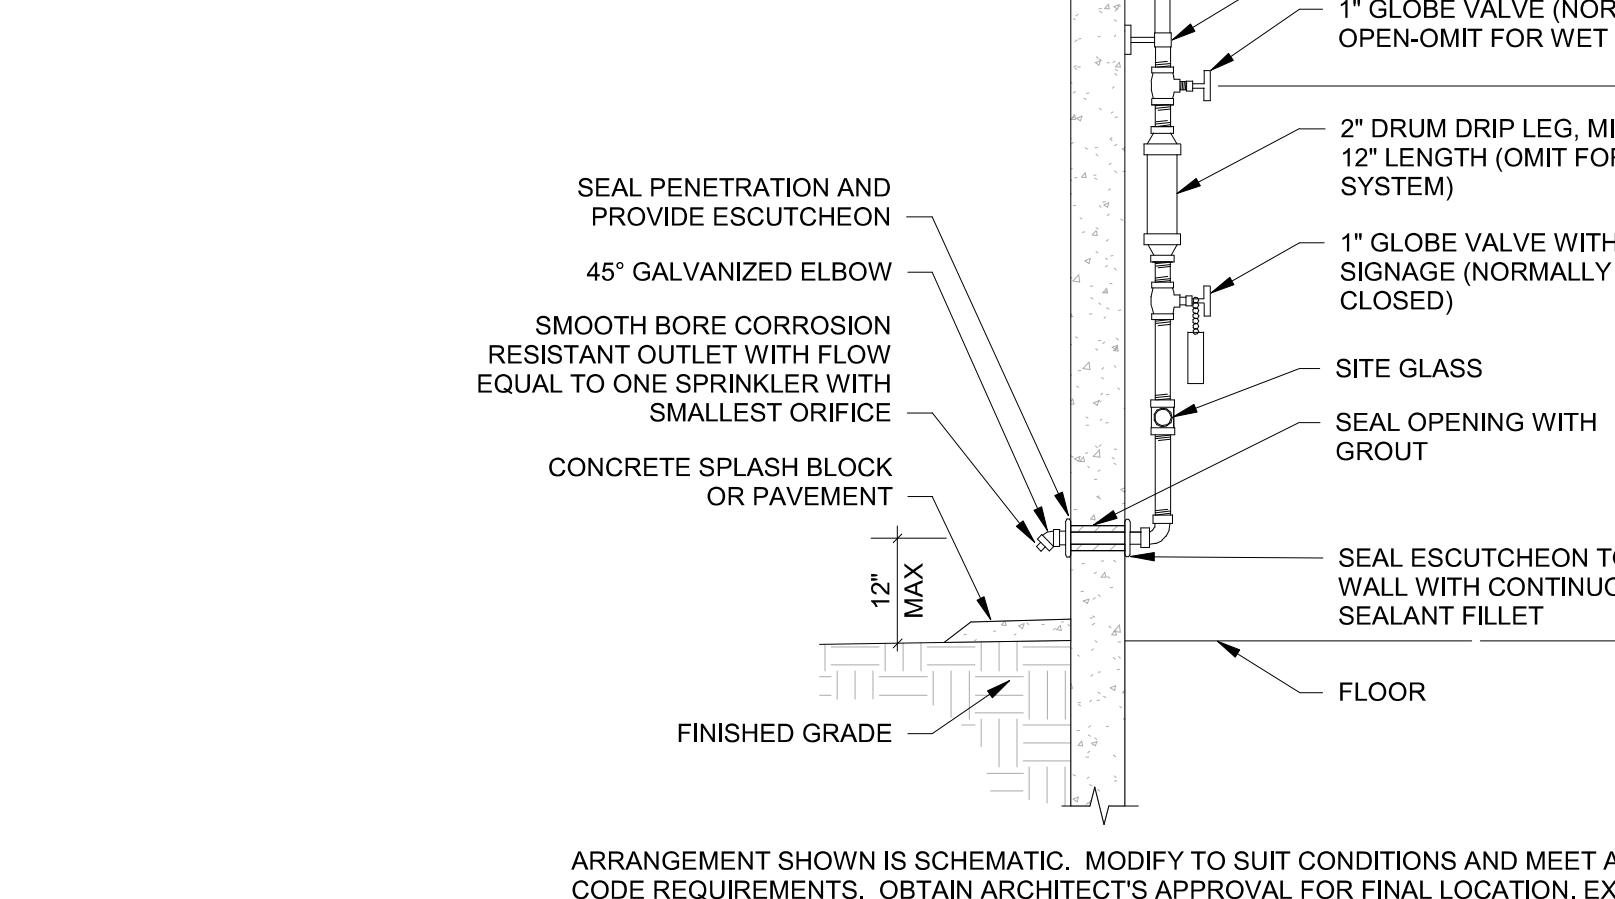 1" GLOBE VALVE (NOR
OPEN-OMIT FOR WET
2" DRUM DRIP LEG, MI
12" LENGTH (OMIT FOR
SYSTEM)
SEAL PENETRATION AND
PROVIDE ESCUTCHEON
1" GLOBE VALVE WITH
SIGNAGE (NORMALLY
CLOSED)
45° GALVANIZED ELBOW
SMOOTH BORE CORROSION
RESISTANT OUTLET WITH FLOW
EQUAL TO ONE SPRINKLER WITH
SMALLEST ORIFICE
SITE GLASS
SEAL OPENING WITH
GROUT
CONCRETE SPLASH BLOCK
OR PAVEMENT
12"
MAX
SEAL ESCUTCHEON TO
WALL WITH CONTINUO
SEALANT FILLET
FLOOR
FINISHED GRADE
ARRANGEMENT SHOWN IS SCHEMATIC. MODIFY TO SUIT CONDITIONS AND MEET A
CODE REQUIREMENTS. OBTAIN ARCHITECT'S APPROVAL FOR FINAL LOCATION, EX